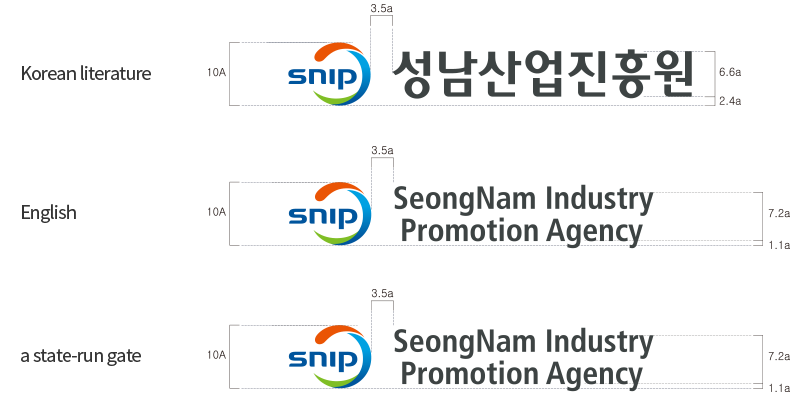 3.5a
Korean literature
10A
snip
성남산업진흥원
6.6a
2.4a
3.5a
English
10A
snip
SeongNam Industry
Promotion Agency
7.2a
1.1a
3.5a
a state-run gate
10A
snip
SeongNam Industry
Promotion Agency
7.2a
1.1a